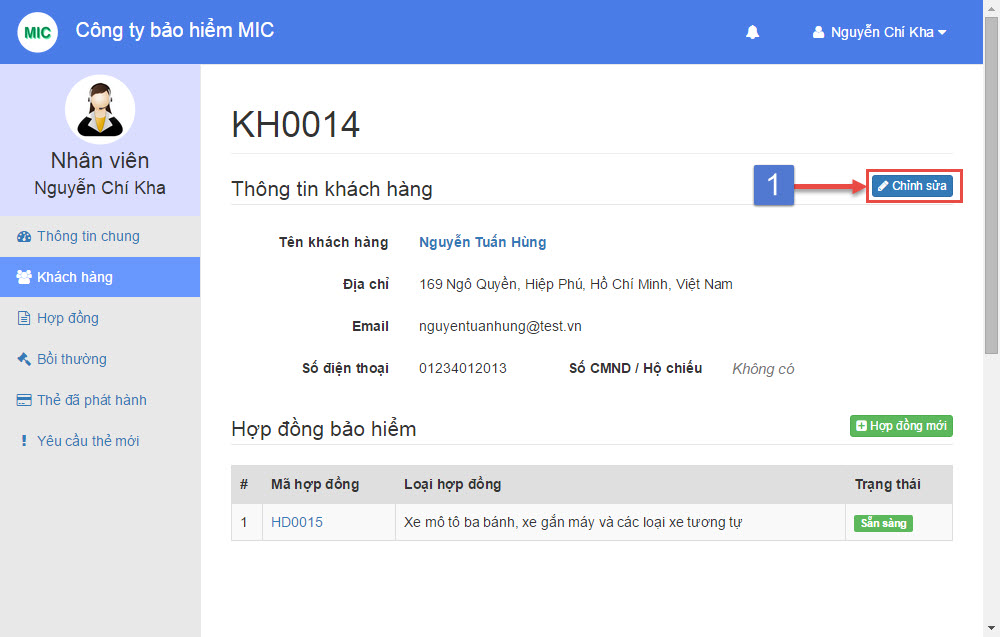 MIC Công ty bảo hiểm MIC Nguyễn Chí Kha
Nhân viên
Nguyễn Chí Kha
Thông tin chung
Khách hàng
Hợp đồng
Bồi thường
Thẻ đã phát hành
Yêu cầu thẻ mới
KH0014
Thông tin khách hàng 1 Chỉnh sửa
Tên khách hàng Nguyễn Tuấn Hùng
Địa chỉ 169 Ngô Quyền, Hiệp Phú, Hồ Chí Minh, Việt Nam
Email nguyentuanhung@test.vn
Số điện thoại 01234012013 Số CMND / Hộ chiếu Không có
Hợp đồng bảo hiểm Hợp đồng mới
# Mã hợp đồng Loại hợp đồng Trạng thái
1 HD0015 Xe mô tô ba bánh, xe gắn máy và các loại xe tương tự Sẵn sàng